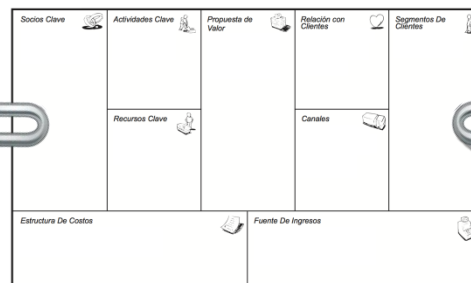 Socios Clave
Actividades Clave
Propuesta de
Valor
Relación con
Clientes
Segmentos De
Clientes
Recursos Clave
Canales
Estructura De Costos
Fuente De Ingresos